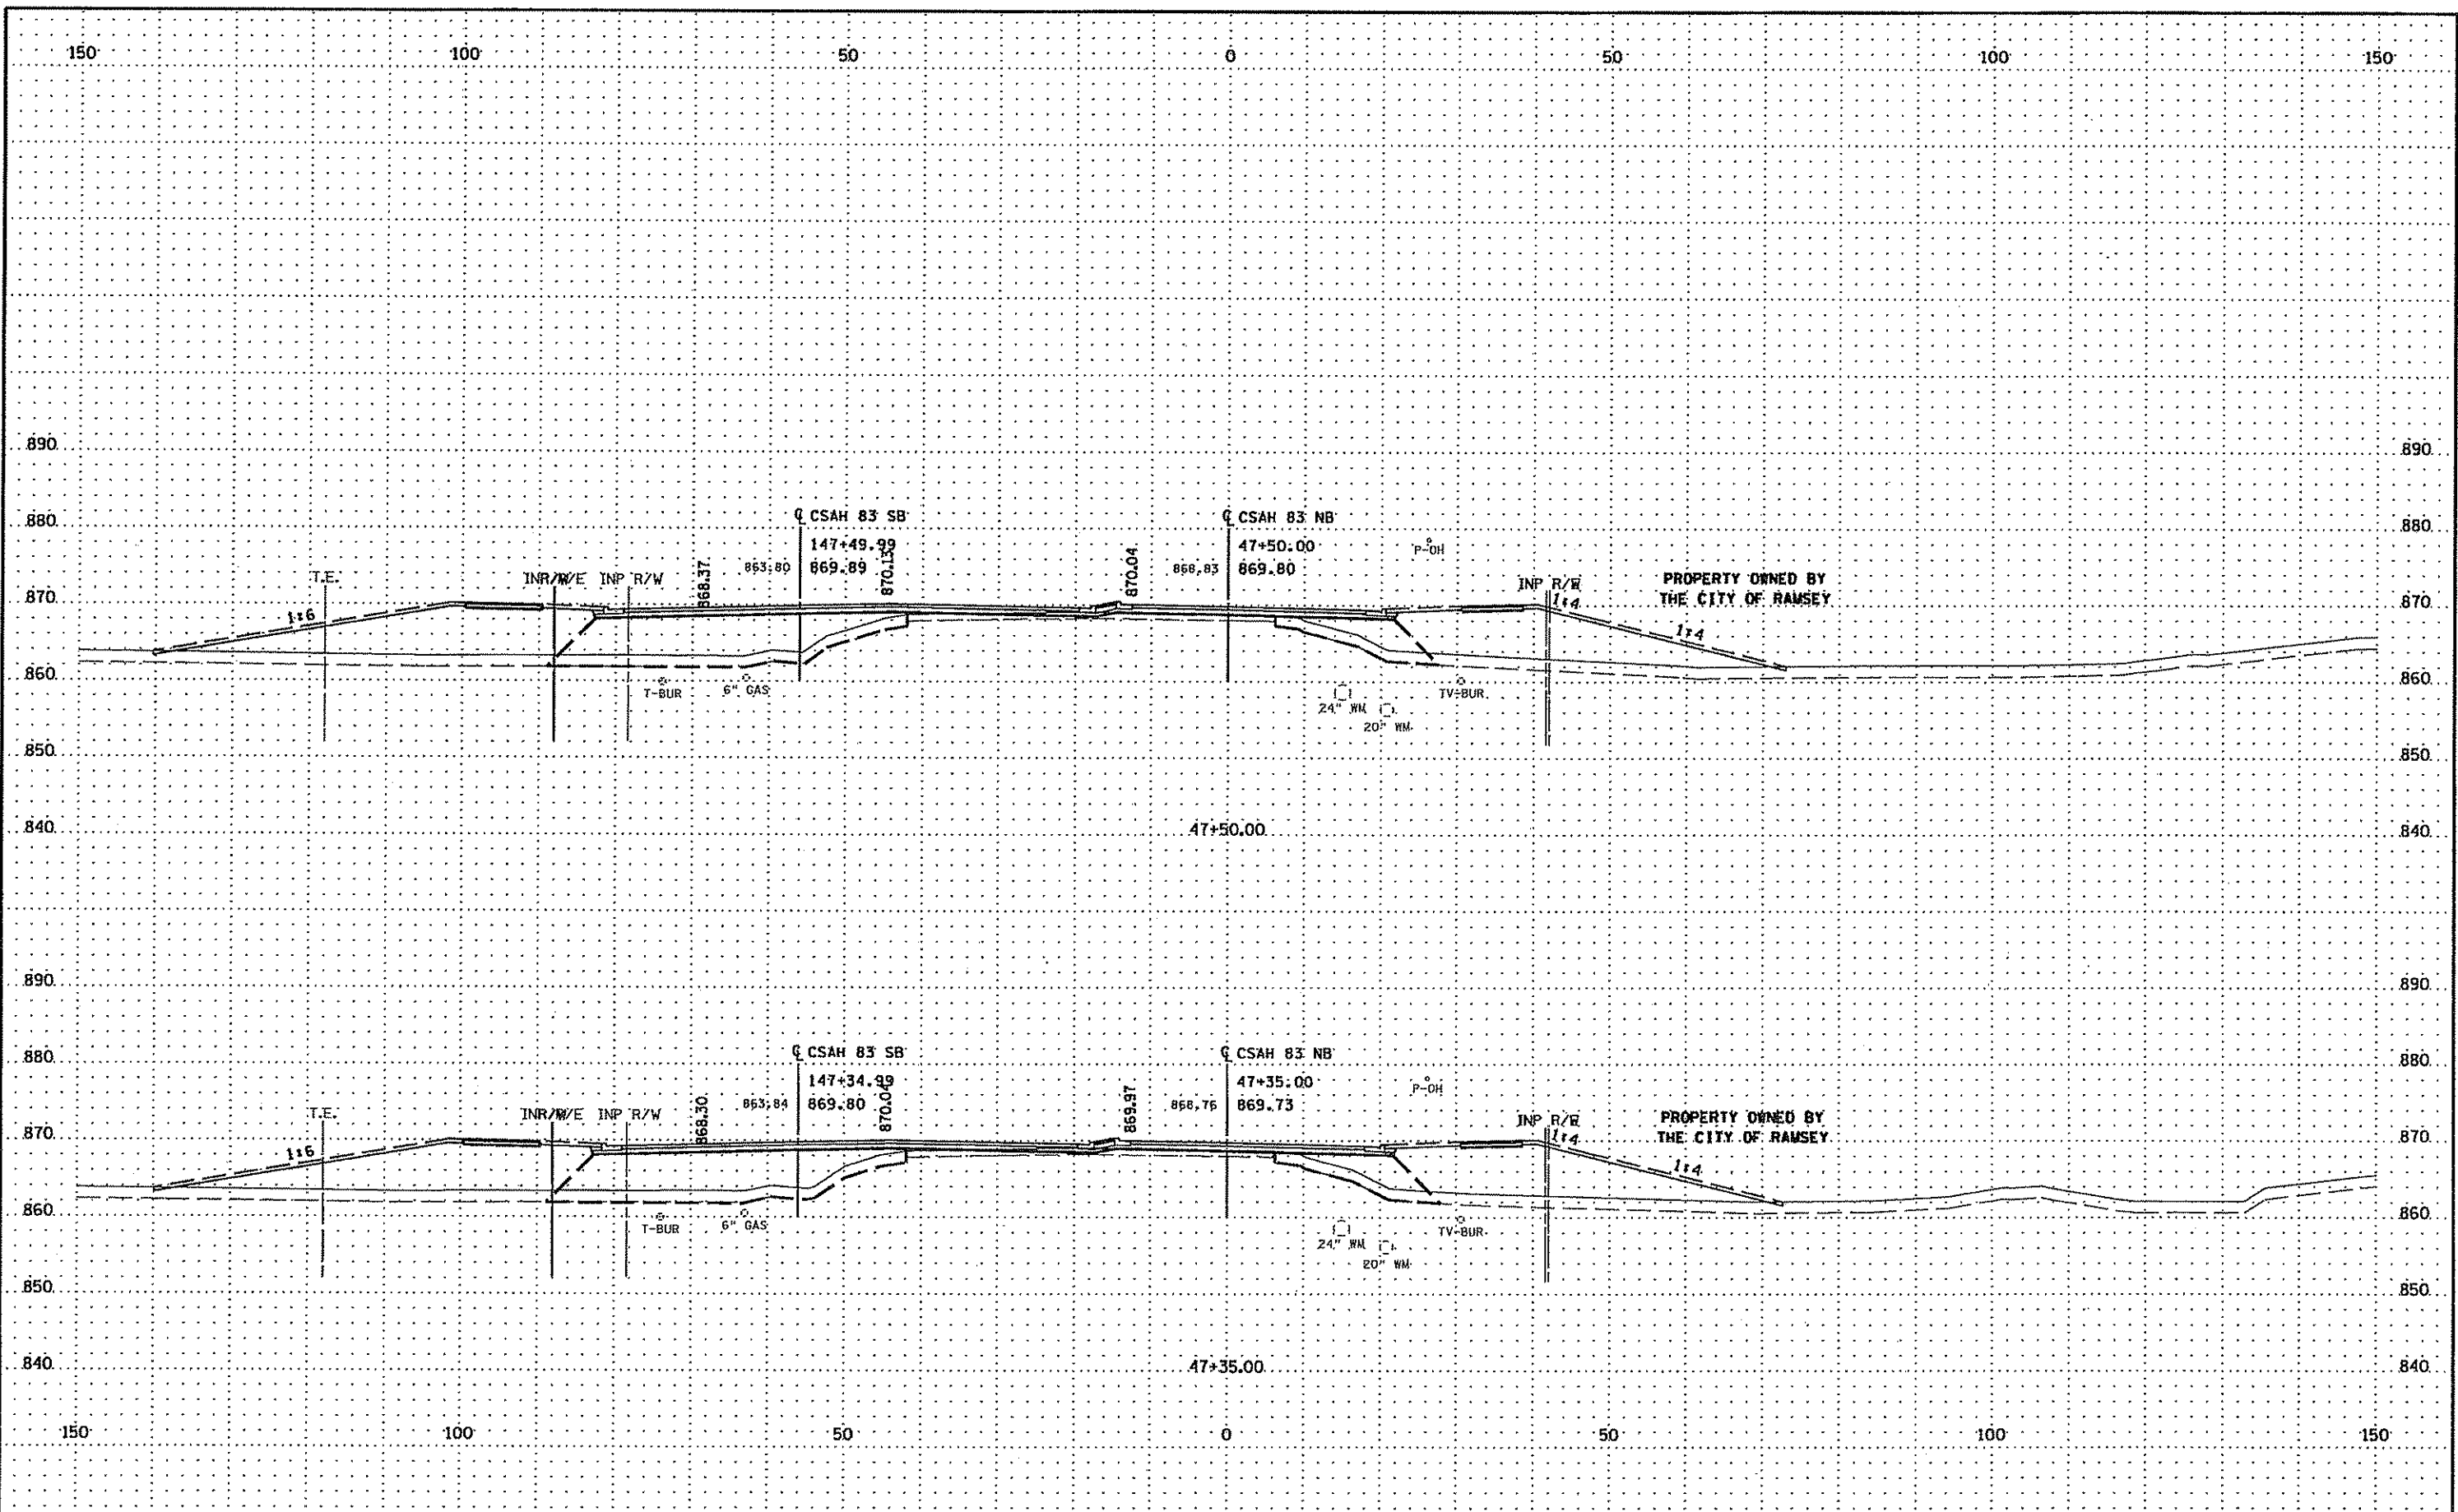 150 100 50 0 50 100 150
890 890
880 880
℄ CSAH 83 SB ℄ CSAH 83 NB
147+49.99 47+50.00
863.80 869.89 868.83 869.80
868.37 870.13 870.04
P-OH
T.E. INP R/W INP R/W
PROPERTY OWNED BY
THE CITY OF RAMSEY
870 870
1:6 1:4 1:4
860 860
T-BUR 6" GAS 24" WM 20" WM TV-BUR
850 850
840 47+50.00 840
890 890
880 880
℄ CSAH 83 SB ℄ CSAH 83 NB
147+34.99 47+35.00
863.84 869.80 868.76 869.73
868.30 870.04 869.97
P-OH
T.E. INP R/W INP R/W
PROPERTY OWNED BY
THE CITY OF RAMSEY
870 870
1:6 1:4 1:4
860 860
T-BUR 6" GAS 24" WM 20" WM TV-BUR
850 850
840 47+35.00 840
150 100 50 0 50 100 150